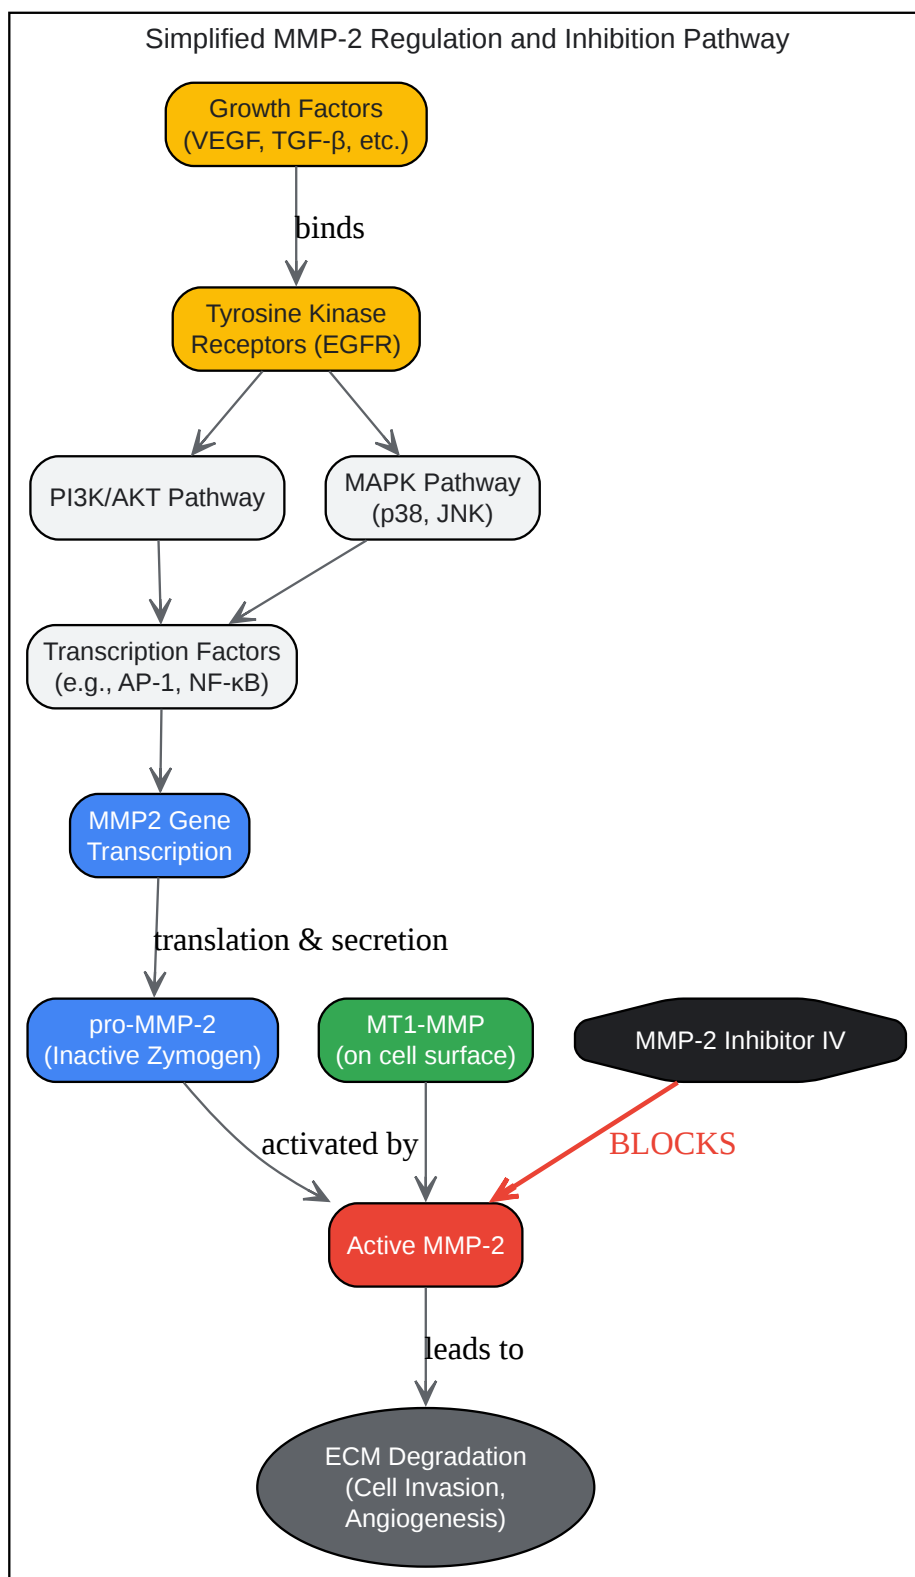 Simplified MMP-2 Regulation and Inhibition Pathway
Growth Factors
(VEGF, TGF-β, etc.)
binds
Tyrosine Kinase
Receptors (EGFR)
PI3K/AKT Pathway
MAPK Pathway
(p38, JNK)
Transcription Factors
(e.g., AP-1, NF-κB)
MMP2 Gene
Transcription
translation & secretion
pro-MMP-2
(Inactive Zymogen)
MT1-MMP
(on cell surface)
MMP-2 Inhibitor IV
activated by
BLOCKS
Active MMP-2
leads to
ECM Degradation
(Cell Invasion,
Angiogenesis)